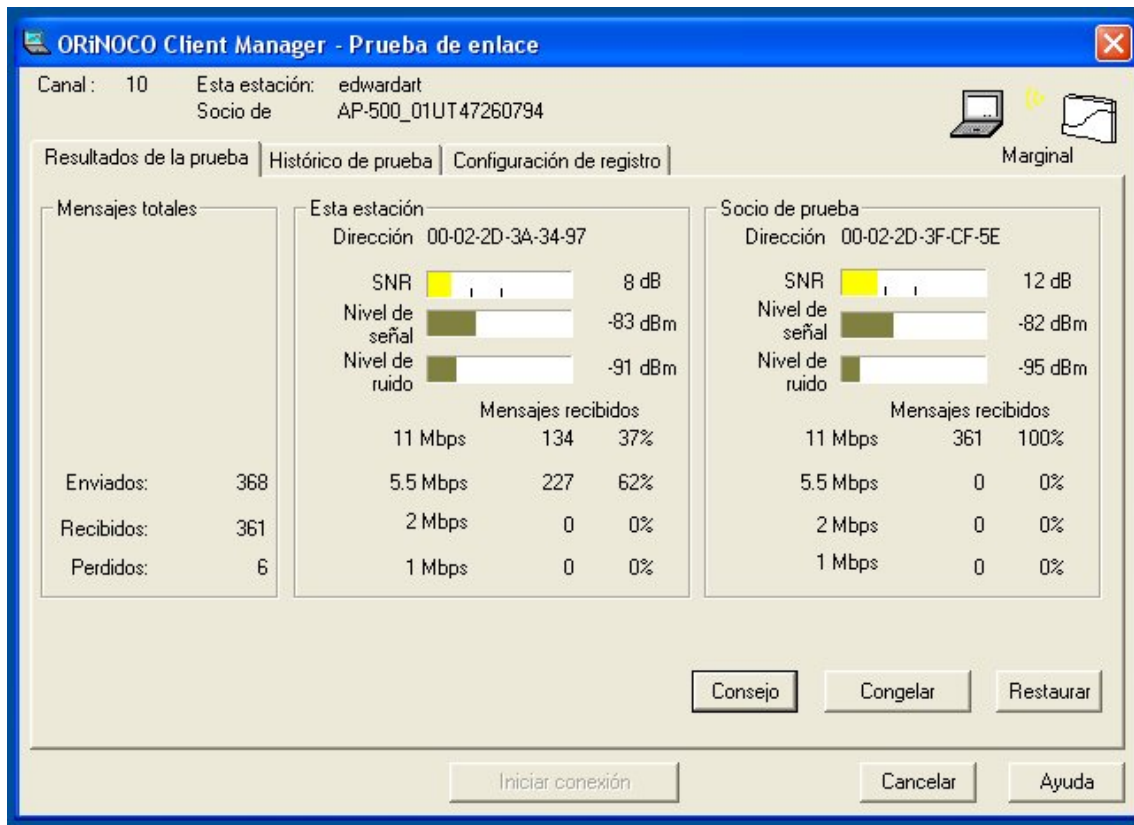 ORiNOCO Client Manager - Prueba de enlace
Canal: 10 Esta estación: edwardart
Socio de AP-500_01UT47260794
Marginal
Resultados de la prueba Histórico de prueba Configuración de registro
Mensajes totales
Enviados: 368
Recibidos: 361
Perdidos: 6
Esta estación
Dirección 00-02-2D-3A-34-97
SNR 8 dB
Nivel de señal -83 dBm
Nivel de ruido -91 dBm
Mensajes recibidos
11 Mbps 134 37%
5.5 Mbps 227 62%
2 Mbps 0 0%
1 Mbps 0 0%
Socio de prueba
Dirección 00-02-2D-3F-CF-5E
SNR 12 dB
Nivel de señal -82 dBm
Nivel de ruido -95 dBm
Mensajes recibidos
11 Mbps 361 100%
5.5 Mbps 0 0%
2 Mbps 0 0%
1 Mbps 0 0%
Consejo Congelar Restaurar
Iniciar conexión Cancelar Ayuda